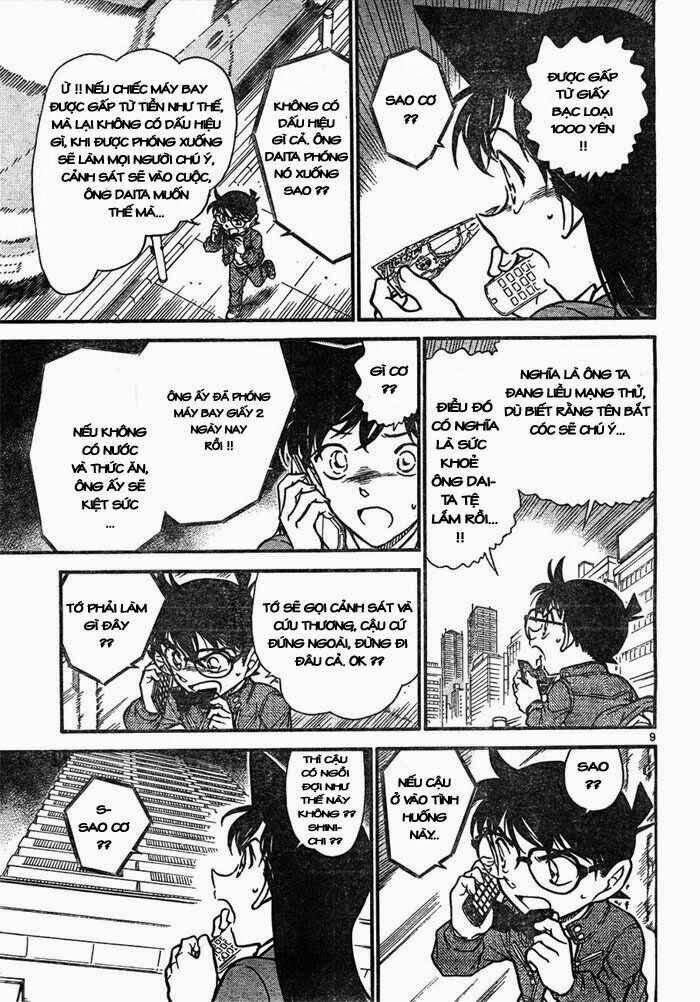 ĐƯỢC GẤP
TỪ GIẤY
BẠC LOẠI
1000 YÊN
!!
SAO CƠ
??
KHÔNG CÓ
DẤU HIỆU
GÌ CẢ. ÔNG
DAITA PHÓNG
NÓ XUỐNG
SAO ??
Ừ !! NẾU CHIẾC MÁY BAY
ĐƯỢC GẤP TỪ TIỀN NHƯ THẾ,
MÀ LẠI KHÔNG CÓ DẤU HIỆU
GÌ, KHI ĐƯỢC PHÓNG XUỐNG
SẼ LÀM MỌI NGƯỜI CHÚ Ý,
CẢNH SÁT SẼ VÀO CUỘC,
ÔNG DAITA MUỐN
THẾ MÀ...
NGHĨA LÀ ÔNG TA
ĐANG LIỀU MẠNG THỬ,
DÙ BIẾT RẰNG TÊN BẮT
CÓC SẼ CHÚ Ý...
ĐIỀU ĐÓ
CÓ NGHĨA
LÀ SỨC
KHOẺ
ÔNG DAI-
TA TỆ
LẮM RỒI...
!!
GÌ CƠ
??
ÔNG ẤY ĐÃ PHÓNG
MÁY BAY GIẤY 2
NGÀY NAY
RỒI !!
NẾU KHÔNG
CÓ NƯỚC
VÀ THỨC ĂN,
ÔNG ẤY SẼ
KIỆT SỨC
...
TỚ SẼ GỌI CẢNH SÁT VÀ
CỨU THƯƠNG, CẬU CỨ
ĐỨNG NGOÀI, ĐỪNG ĐI
ĐÂU CẢ. OK ??
TỚ PHẢI LÀM
GÌ ĐÂY
??
9
SAO
??
NẾU CẬU
Ở VÀO TÌNH
HUỐNG
NÀY...
THÌ CẬU
CÓ NGỒI
ĐỢI NHƯ
THẾ NÀY
KHÔNG ??
SHINI-
CHI ??
S-
SAO CƠ
??